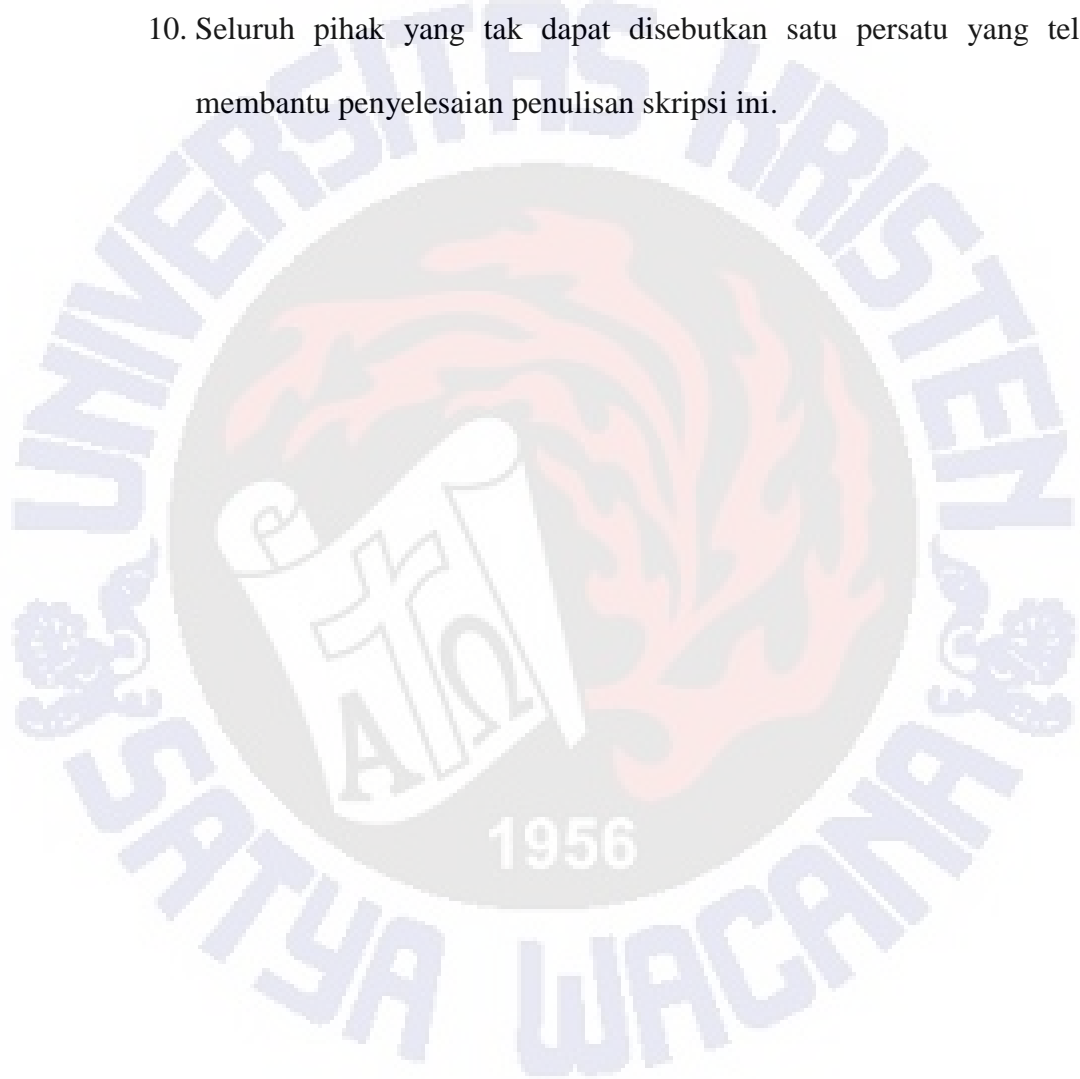 10. Seluruh pihak yang tak dapat disebutkan satu persatu yang tel
membantu penyelesaian penulisan skripsi ini.
UNIVERSITAS KRISTEN
Α Ω
1956
SATYA WACANA